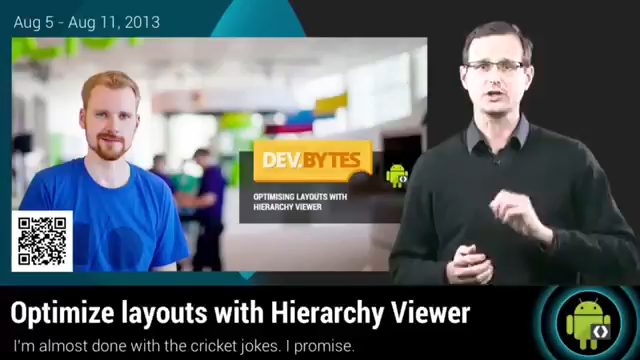 Aug 5 - Aug 11, 2013
DEV.BYTES
OPTIMISING LAYOUTS WITH
HIERARCHY VIEWER
Optimize layouts with Hierarchy Viewer
I'm almost done with the cricket jokes. I promise.